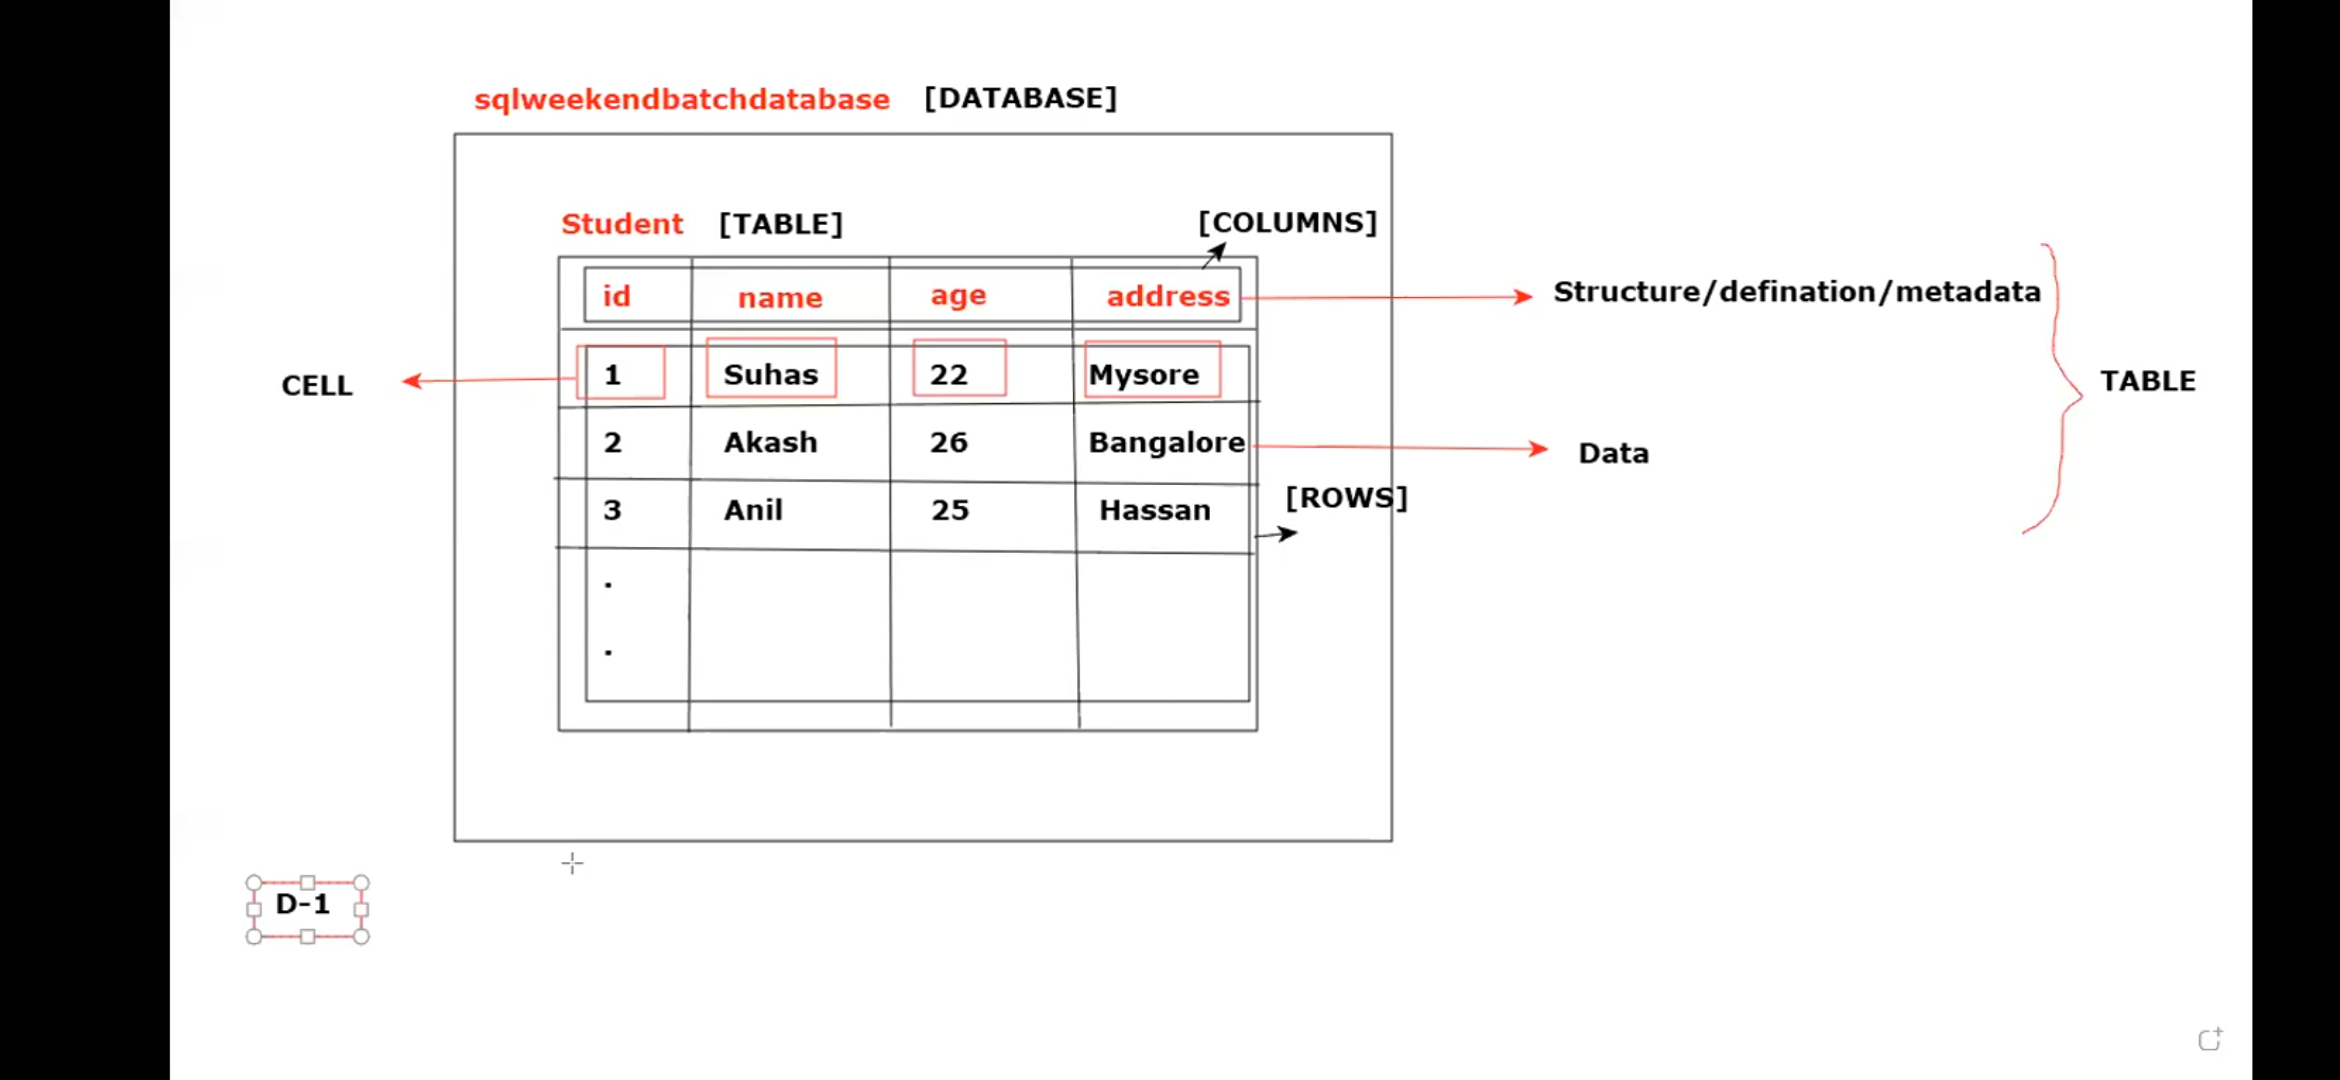 sqlweekendbatchdatabase [DATABASE]
Student [TABLE] [COLUMNS]
id name age address
Structure/defination/metadata
CELL
1 Suhas 22 Mysore
TABLE
2 Akash 26 Bangalore
Data
[ROWS]
3 Anil 25 Hassan
.
.
D-1